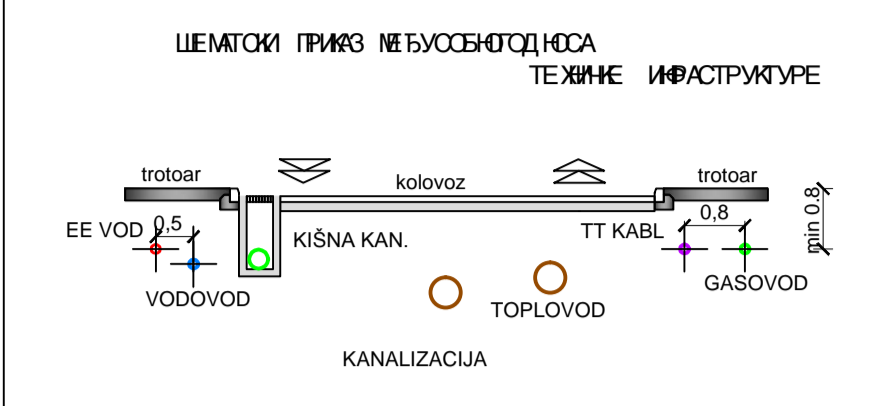 ШЕМАТСКИ ПРИКАЗ МЕЂУСОБНОГ ОДНОСА
ТЕХНИЧКЕ ИНФРАСТРУКТУРЕ
trotoar
kolovoz
trotoar
EE VOD
0,5
KIŠNA KAN.
TT KABL
0,8
min 0.8
VODOVOD
GASOVOD
TOPLOVOD
KANALIZACIJA